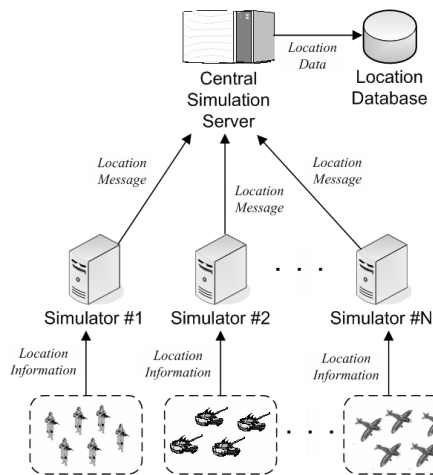 Location
Data
Central
Simulation
Server
Location
Database
Location
Message
Location
Message
Location
Message
. . .
Simulator #1
Simulator #2
Simulator #N
Location
Information
Location
Information
Location
Information
. . .